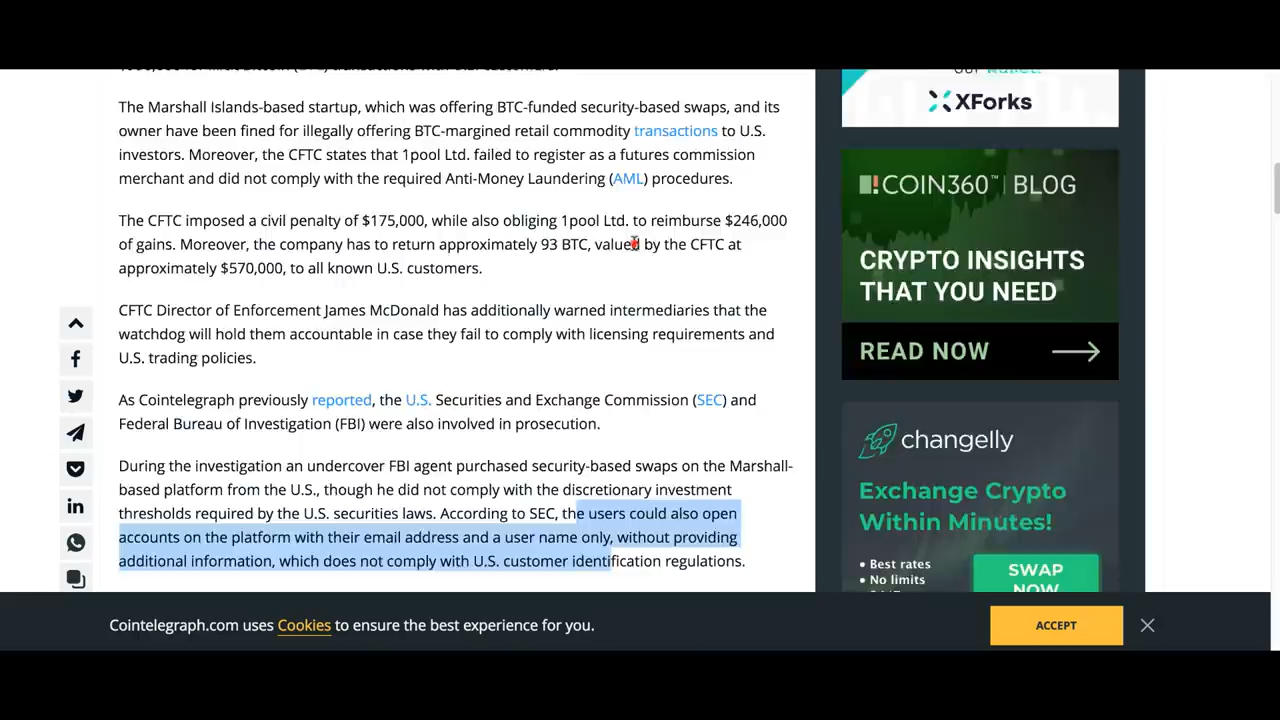 The Marshall Islands-based startup, which was offering BTC-funded security-based swaps, and its
owner have been fined for illegally offering BTC-margined retail commodity transactions to U.S.
investors. Moreover, the CFTC states that 1pool Ltd. failed to register as a futures commission
merchant and did not comply with the required Anti-Money Laundering (AML) procedures.
The CFTC imposed a civil penalty of $175,000, while also obliging 1pool Ltd. to reimburse $246,000
of gains. Moreover, the company has to return approximately 93 BTC, valued by the CFTC at
approximately $570,000, to all known U.S. customers.
CFTC Director of Enforcement James McDonald has additionally warned intermediaries that the
watchdog will hold them accountable in case they fail to comply with licensing requirements and
U.S. trading policies.
As Cointelegraph previously reported, the U.S. Securities and Exchange Commission (SEC) and
Federal Bureau of Investigation (FBI) were also involved in prosecution.
During the investigation an undercover FBI agent purchased security-based swaps on the Marshall-
based platform from the U.S., though he did not comply with the discretionary investment
thresholds required by the U.S. securities laws. According to SEC, the users could also open
accounts on the platform with their email address and a user name only, without providing
additional information, which does not comply with U.S. customer identification regulations.
XForks
COIN360™ | BLOG
CRYPTO INSIGHTS
THAT YOU NEED
READ NOW
changelly
Exchange Crypto
Within Minutes!
• Best rates
• No limits
SWAP
NOW
Cointelegraph.com uses Cookies to ensure the best experience for you.
ACCEPT